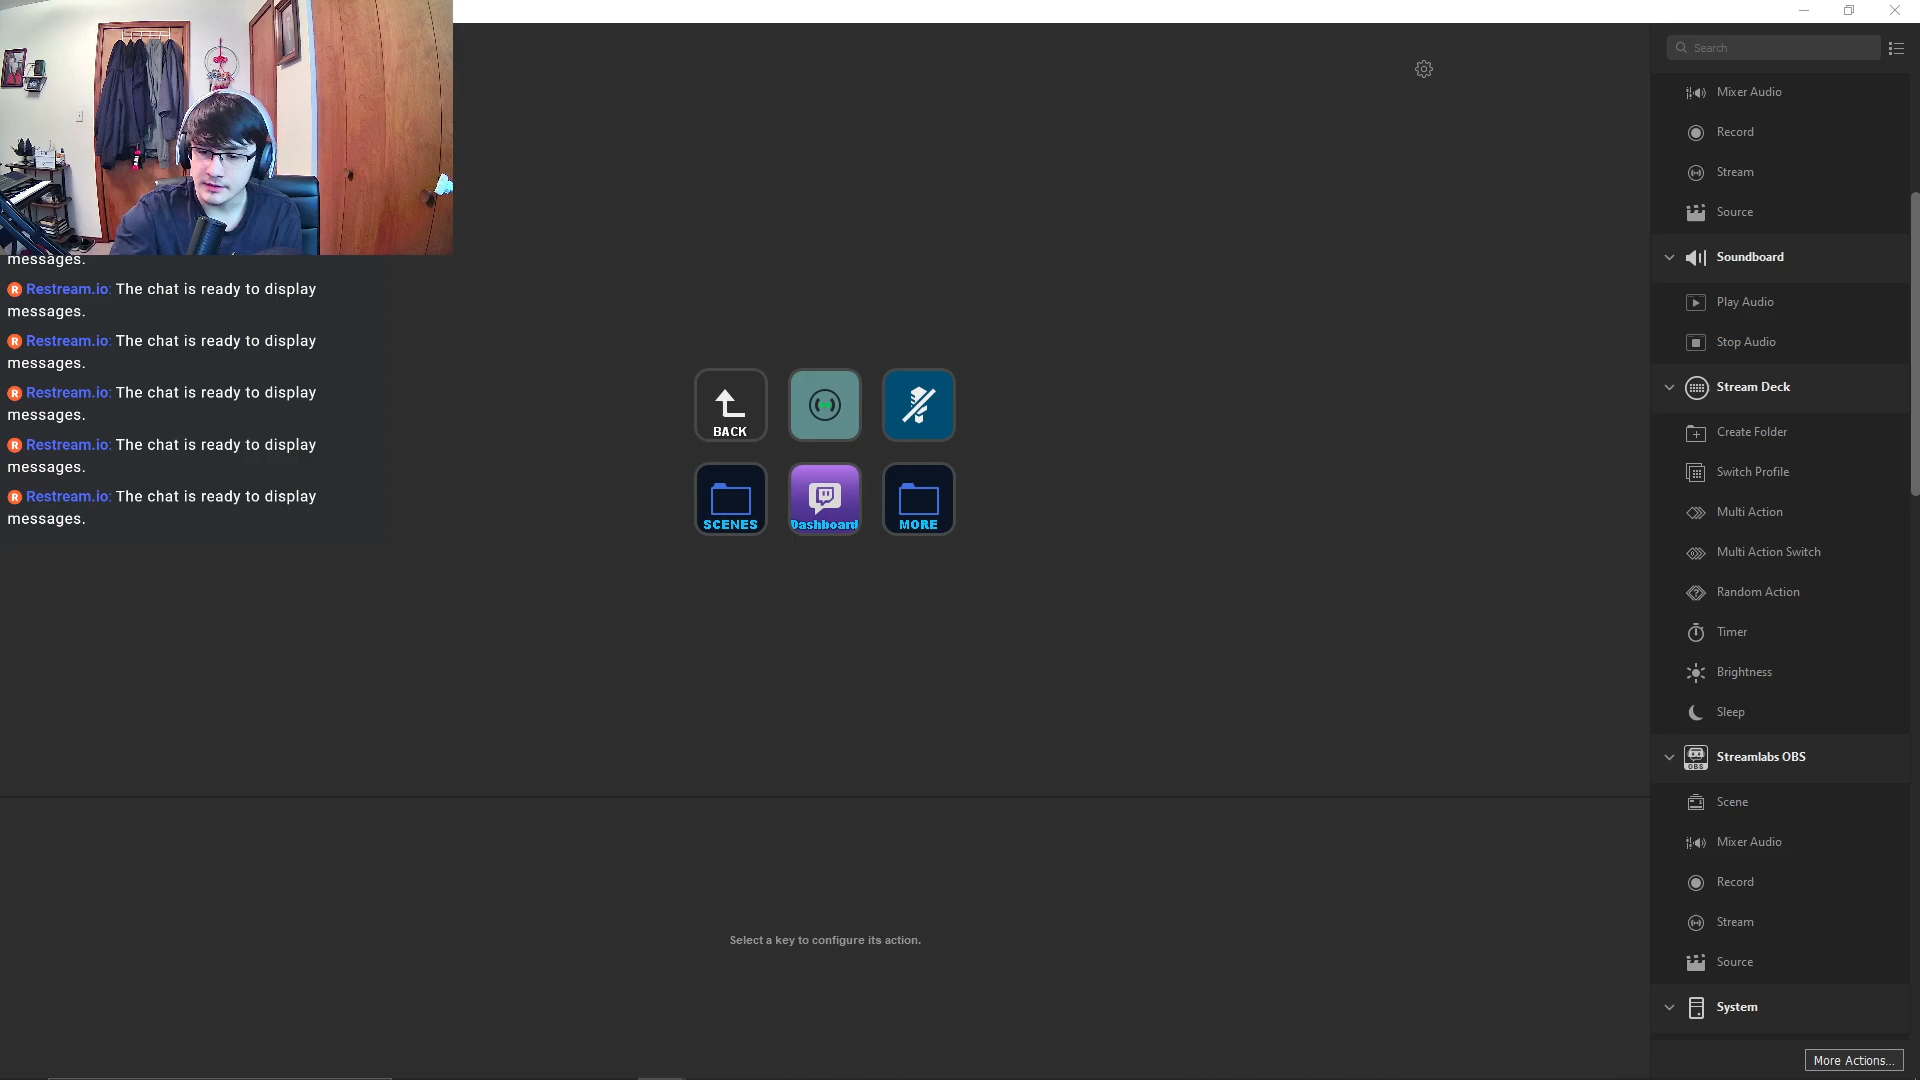 messages.
Restream.io: The chat is ready to display
messages.
Restream.io: The chat is ready to display
messages.
Restream.io: The chat is ready to display
messages.
Restream.io: The chat is ready to display
messages.
Restream.io: The chat is ready to display
messages.
BACK
SCENES
Dashboard
MORE
Select a key to configure its action.
Search
Mixer Audio
Record
Stream
Source
Soundboard
Play Audio
Stop Audio
Stream Deck
Create Folder
Switch Profile
Multi Action
Multi Action Switch
Random Action
Timer
Brightness
Sleep
OBS
Streamlabs OBS
Scene
Mixer Audio
Record
Stream
Source
System
More Actions...